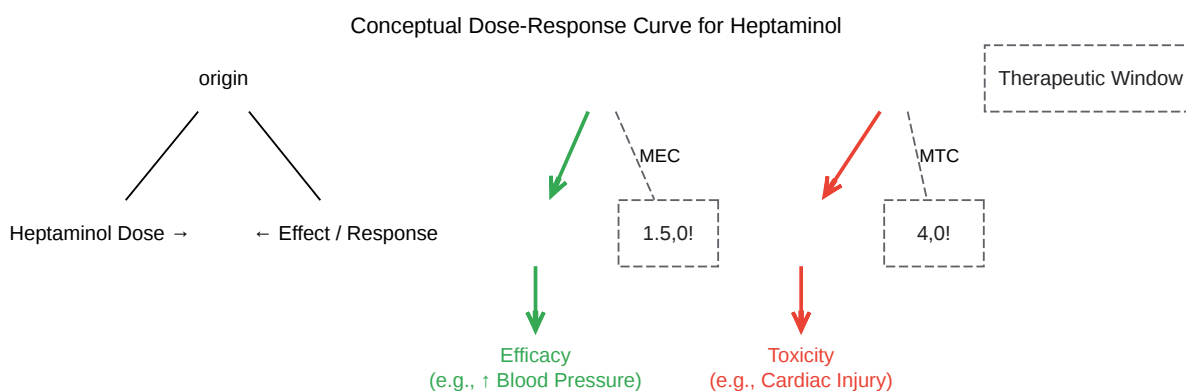 Conceptual Dose-Response Curve for Heptaminol
origin
Therapeutic Window
MEC
MTC
Heptaminol Dose →
← Effect / Response
1.5,0!
4,0!
Efficacy
(e.g., ↑ Blood Pressure)
Toxicity
(e.g., Cardiac Injury)